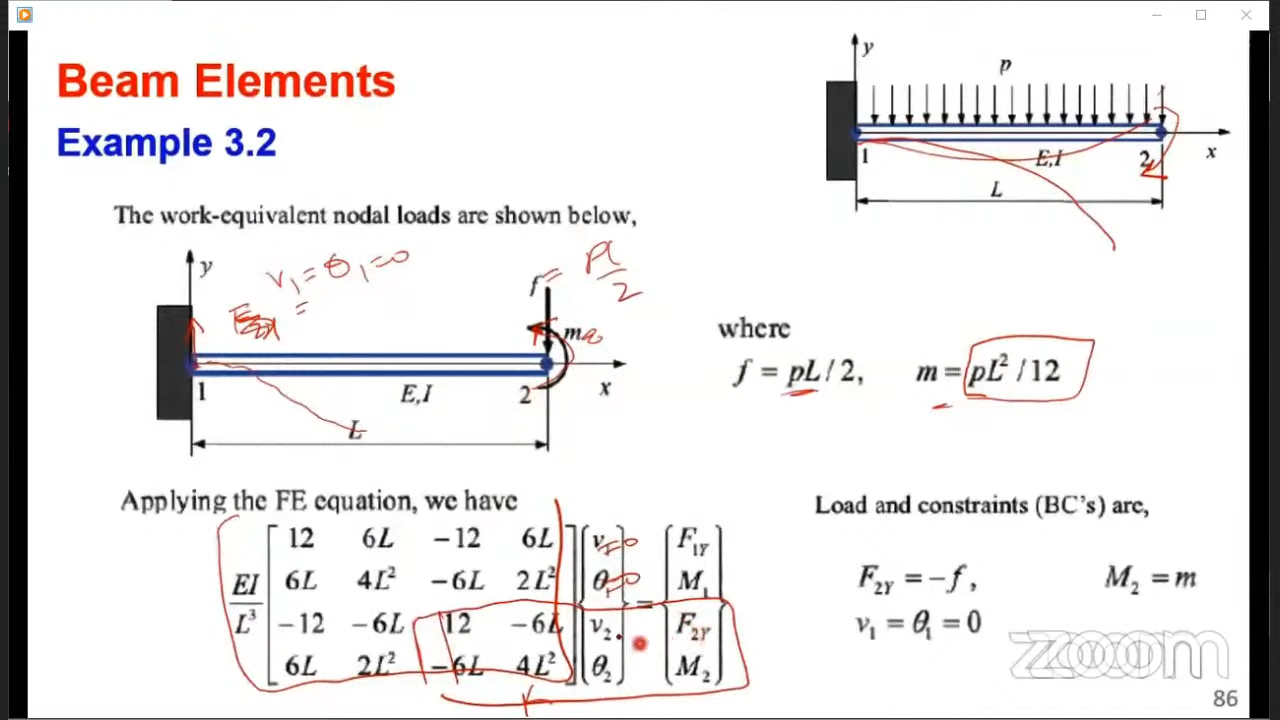 Beam Elements
Example 3.2
y
p
1
E,I
2
x
L
The work-equivalent nodal loads are shown below,
y
v₁ = θ₁ = 0
f = PL/2
m
1
E,I
2
x
L
where
f = pL / 2,  m = pL² / 12
Applying the FE equation, we have
EI/L³ [12 6L −12 6L] {v₁ = 0} = {F₁Y}
[6L 4L² −6L 2L²] {θ₁ = 0} {M₁}
[−12 −6L 12 −6L] {v₂} {F₂Y}
[6L 2L² −6L 4L²] {θ₂} {M₂}
Load and constraints (BC's) are,
F₂Y = −f,  M₂ = m
v₁ = θ₁ = 0
zoom
86